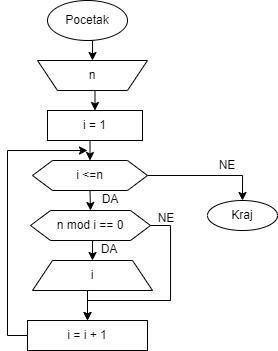 Pocetak
n
i = 1
i <=n
NE
DA
Kraj
n mod i == 0
NE
DA
i
i = i + 1